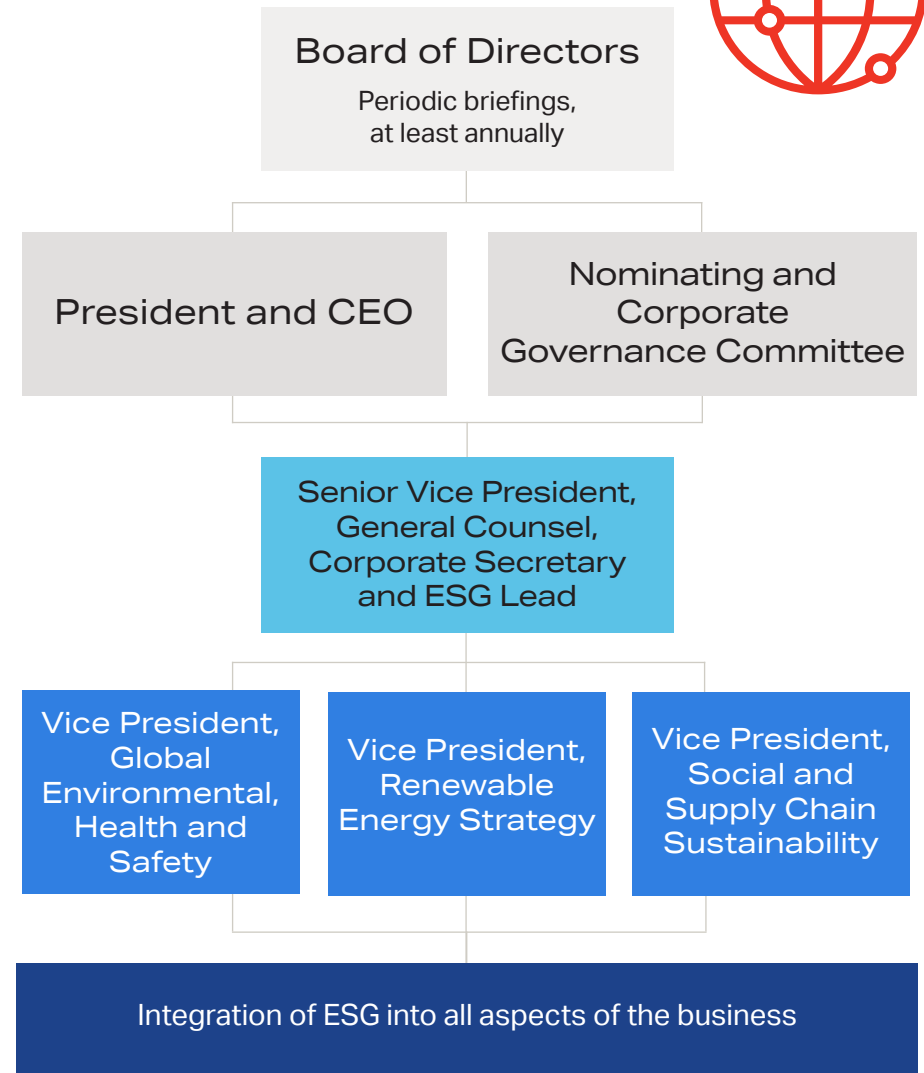 Board of Directors
Periodic briefings,
at least annually
President and CEO
Nominating and
Corporate
Governance Committee
Senior Vice President,
General Counsel,
Corporate Secretary
and ESG Lead
Vice President,
Global
Environmental,
Health and
Safety
Vice President,
Renewable
Energy Strategy
Vice President,
Social and
Supply Chain
Sustainability
Integration of ESG into all aspects of the business